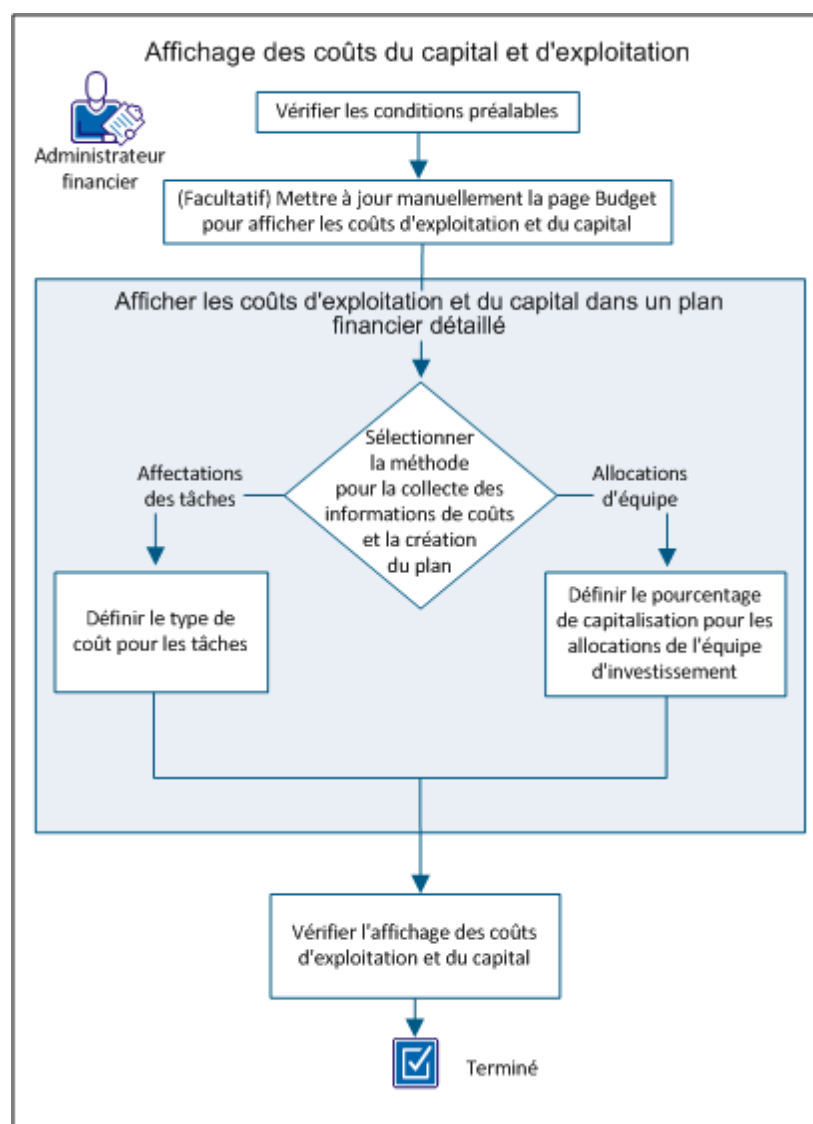 Affichage des coûts du capital et d'exploitation
Administrateur
financier
Vérifier les conditions préalables
(Facultatif) Mettre à jour manuellement la page Budget
pour afficher les coûts d'exploitation et du capital
Afficher les coûts d'exploitation et du capital dans un plan
financier détaillé
Sélectionner
la méthode
pour la collecte des
informations de coûts
et la création
du plan
Affectations
des tâches
Allocations
d'équipe
Définir le type de
coût pour les tâches
Définir le pourcentage
de capitalisation pour les
allocations de l'équipe
d'investissement
Vérifier l'affichage des coûts
d'exploitation et du capital
Terminé